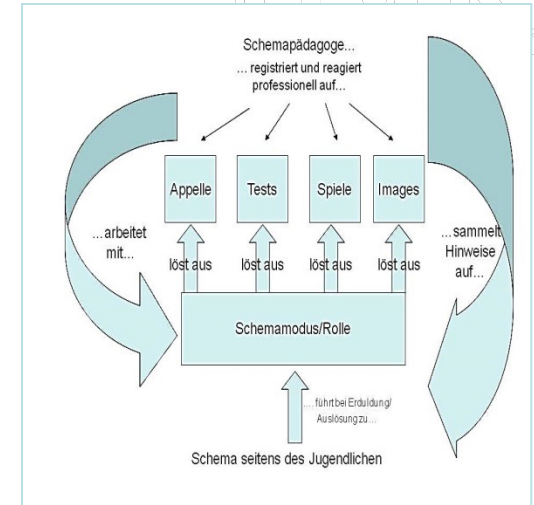 Schemapädagoge...
... registriert und reagiert
professionell auf...
Appelle
Tests
Spiele
Images
...arbeitet
mit...
...sammelt
Hinweise
auf...
löst aus
löst aus
löst aus
löst aus
Schemamodus/Rolle
....führt bei Erduldung/
Auslösung zu...
Schema seitens des Jugendlichen